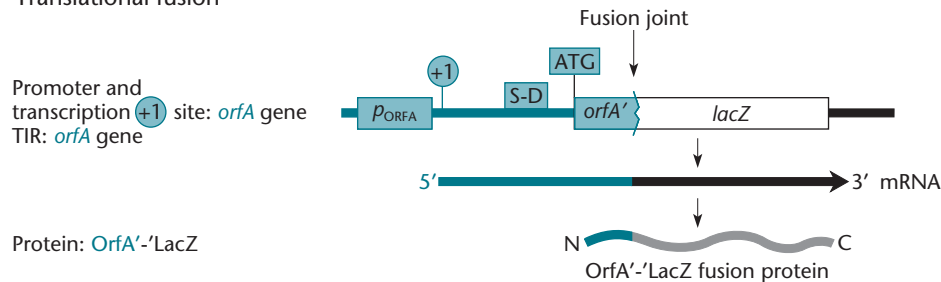 Translational fusion
Fusion joint
ATG
+1
S-D
Promoter and
transcription +1 site: orfA gene
TIR: orfA gene
pORFA
orfA′
lacZ
5′
3′ mRNA
Protein: OrfA′-′LacZ
N
C
OrfA′-′LacZ fusion protein